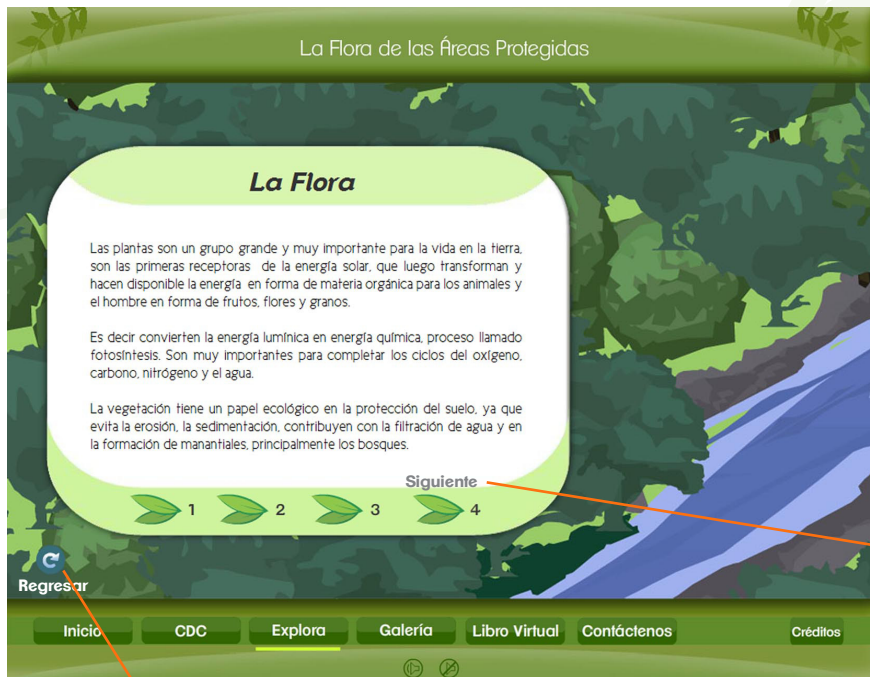 La Flora de las Áreas Protegidas
La Flora
Las plantas son un grupo grande y muy importante para la vida en la tierra,
son las primeras receptoras de la energía solar, que luego transforman y
hacen disponible la energía en forma de materia orgánica para los animales y
el hombre en forma de frutos, flores y granos.
Es decir convierten la energía lumínica en energía química, proceso llamado
fotosíntesis. Son muy importantes para completar los ciclos del oxígeno,
carbono, nitrógeno y el agua.
La vegetación tiene un papel ecológico en la protección del suelo, ya que
evita la erosión, la sedimentación, contribuyen con la filtración de agua y en
la formación de manantiales, principalmente los bosques.
Siguiente
1 2 3 4
Regresar
Inicio CDC Explora Galería Libro Virtual Contáctenos Créditos